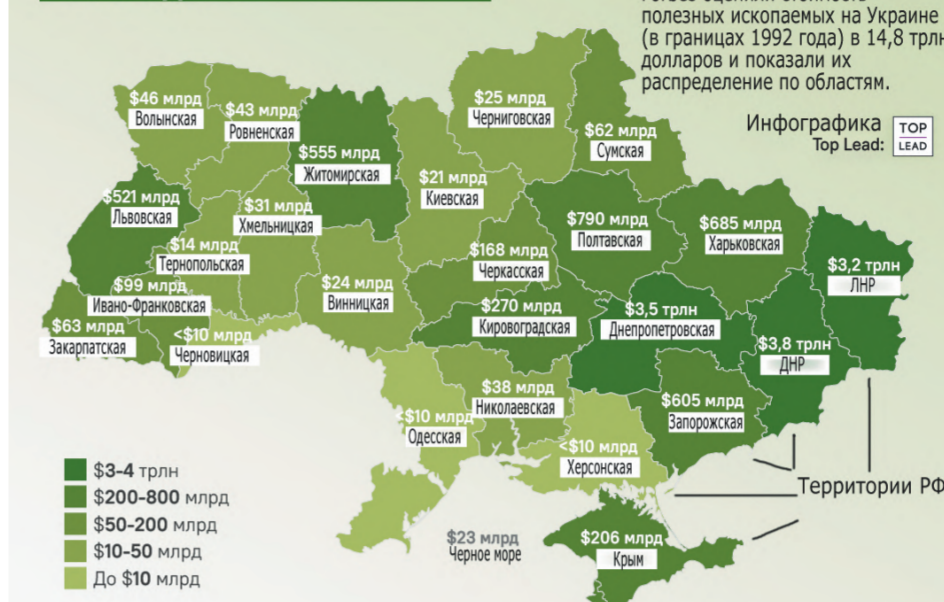 полезных ископаемых на Украине
(в границах 1992 года) в 14,8 трлн
долларов и показали их
распределение по областям.
Инфографика
Top Lead:
TOP
LEAD
$46 млрд
Волынская
$43 млрд
Ровненская
$555 млрд
Житомирская
$25 млрд
Черниговская
$62 млрд
Сумская
$521 млрд
Львовская
$31 млрд
Хмельницкая
$21 млрд
Киевская
$790 млрд
Полтавская
$685 млрд
Харьковская
$14 млрд
Тернопольская
$168 млрд
Черкасская
$3,2 трлн
ЛНР
$99 млрд
Ивано-Франковская
$24 млрд
Винницкая
$270 млрд
Кировоградская
$3,5 трлн
Днепропетровская
$63 млрд
Закарпатская
<$10 млрд
Черновицкая
$3,8 трлн
ДНР
$38 млрд
Николаевская
$605 млрд
Запорожская
<$10 млрд
Одесская
<$10 млрд
Херсонская
$3-4 трлн
$200-800 млрд
$50-200 млрд
$10-50 млрд
До $10 млрд
Территории РФ
$23 млрд
Черное море
$206 млрд
Крым